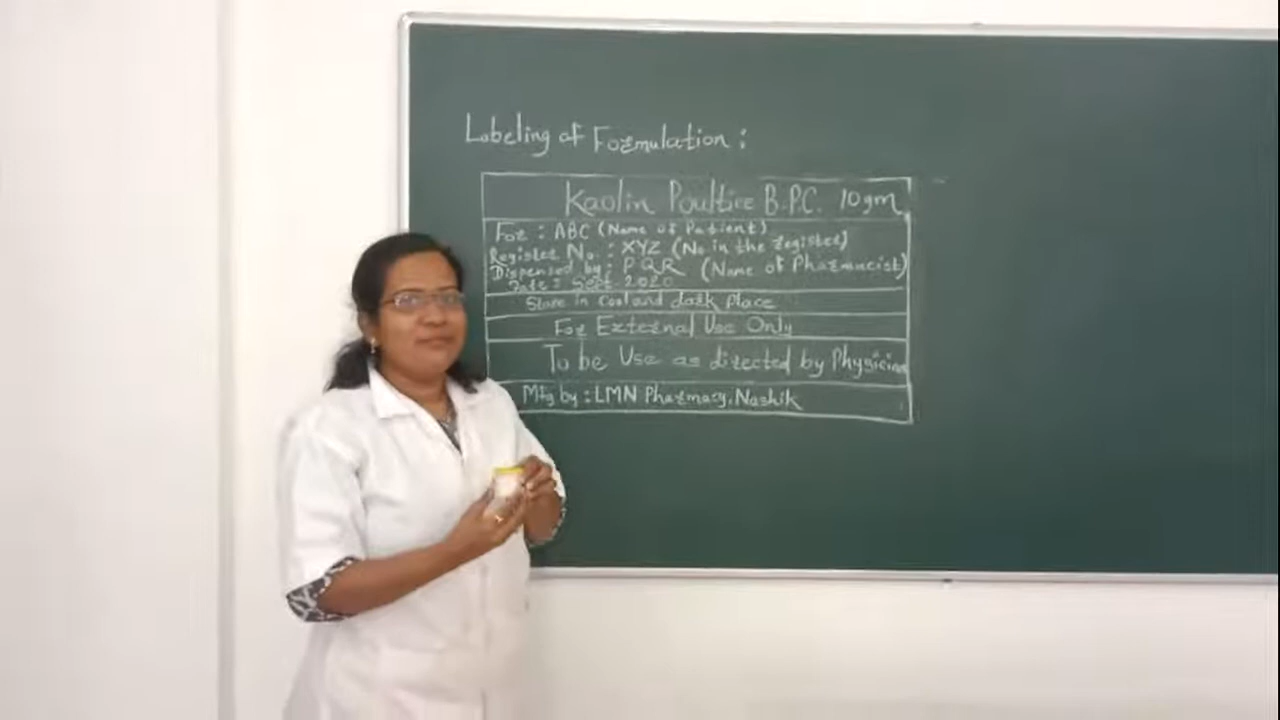 Labeling of Formulation :
Kaolin Poultice B.P.C. 10gm
For : ABC (Name of Patient)
Register No. : XYZ (No in the register)
Dispensed by : PQR (Name of Pharmacist)
Date : Sept. 2020
Store in cool and dark place
For External Use Only
To be Use as directed by Physician
Mfg by : LMN Pharmacy, Nashik